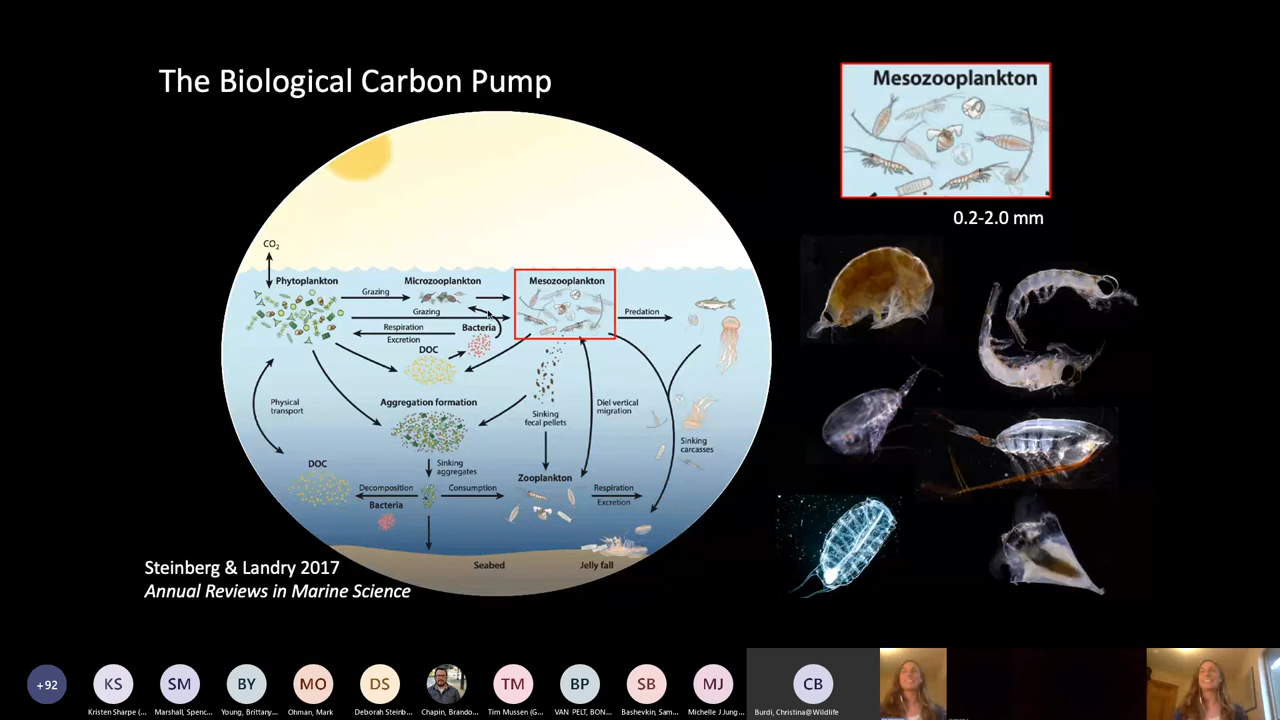 The Biological Carbon Pump
Mesozooplankton
0.2-2.0 mm
CO2
Phytoplankton
Microzooplankton
Mesozooplankton
Grazing
Grazing
Predation
Respiration
Excretion
Bacteria
DOC
Physical
transport
Aggregation formation
Sinking
fecal pellets
Diel vertical
migration
Sinking
carcasses
DOC
Sinking
aggregates
Zooplankton
Decomposition
Bacteria
Consumption
Respiration
Excretion
Seabed
Jelly fall
Steinberg & Landry 2017
Annual Reviews in Marine Science
+92
KS
SM
BY
MO
DS
TM
BP
SB
MJ
CB
Kristen Sharpe (...
Marshall, Spenc...
Young, Brittany...
Ohman, Mark
Deborah Steinb...
Chapin, Brando...
Tim Mussen (G...
VAN PELT, BON...
Bashevkin, Sam...
Michelle J Jung...
Burdi, Christina@Wildlife